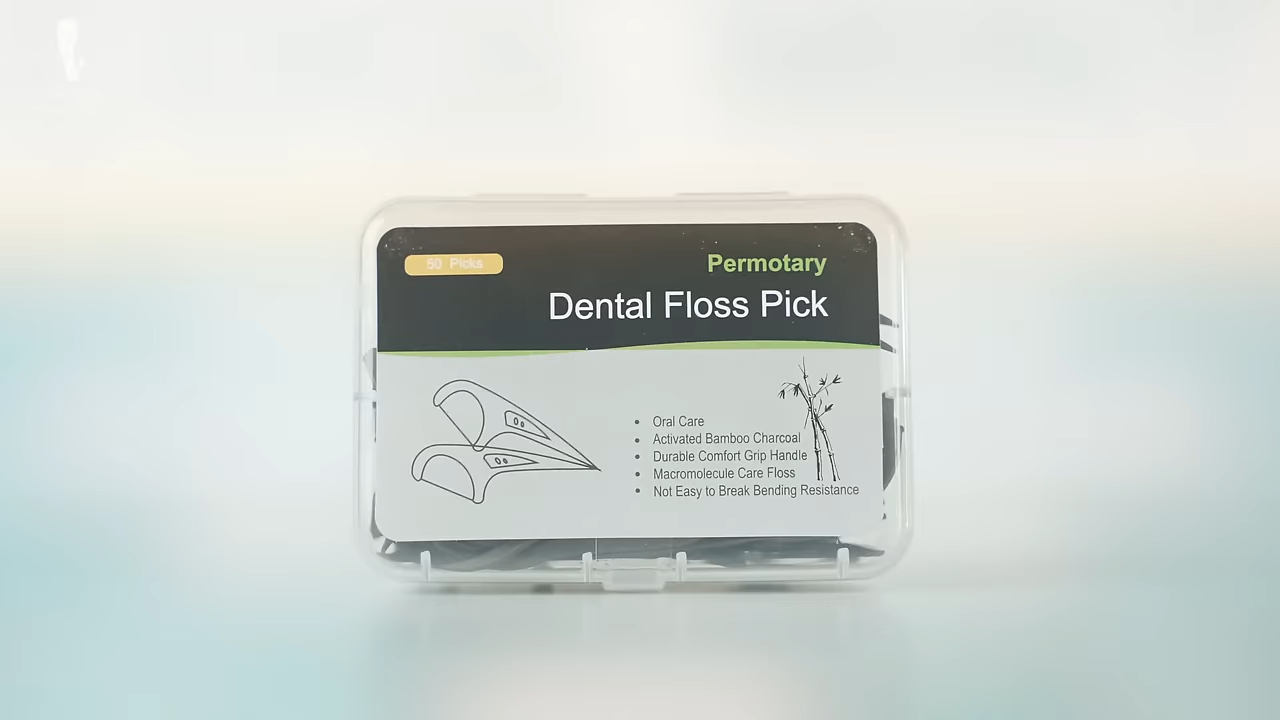 50 Picks
Permotary
Dental Floss Pick
• Oral Care
• Activated Bamboo Charcoal
• Durable Comfort Grip Handle
• Macromolecule Care Floss
• Not Easy to Break Bending Resistance